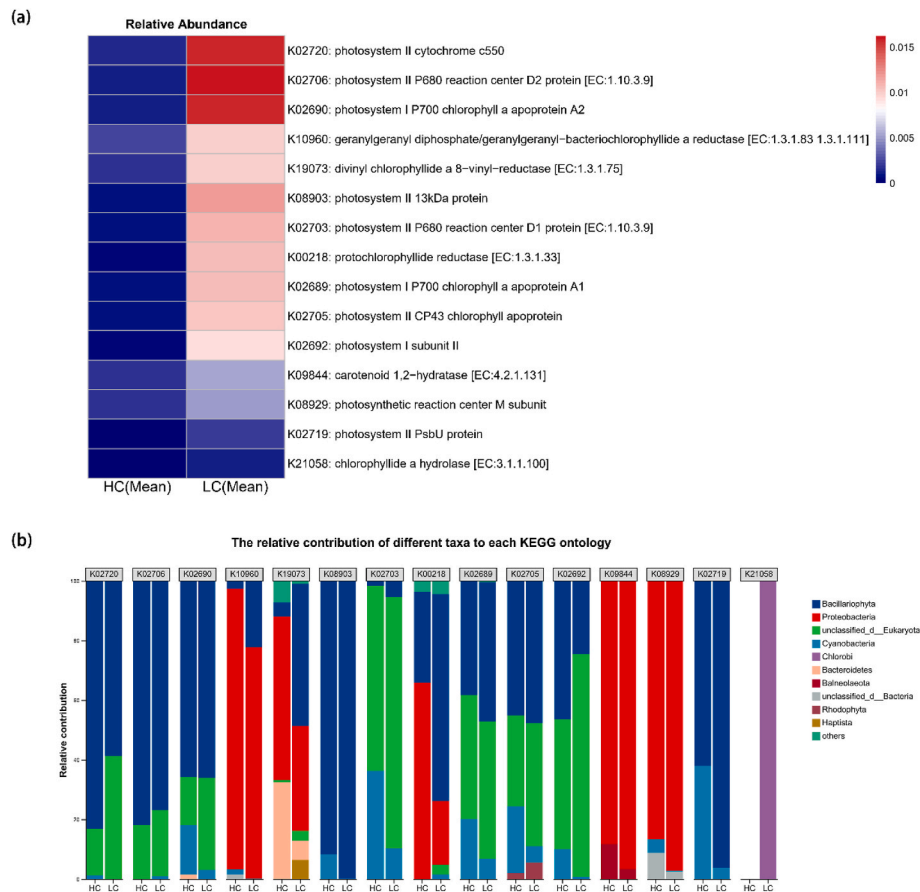 (a)
Relative Abundance
K02720: photosystem II cytochrome c550
K02706: photosystem II P680 reaction center D2 protein [EC:1.10.3.9]
K02690: photosystem I P700 chlorophyll a apoprotein A2
K10960: geranylgeranyl diphosphate/geranylgeranyl−bacteriochlorophyllide a reductase [EC:1.3.1.83 1.3.1.111]
K19073: divinyl chlorophyllide a 8−vinyl−reductase [EC:1.3.1.75]
K08903: photosystem II 13kDa protein
K02703: photosystem II P680 reaction center D1 protein [EC:1.10.3.9]
K00218: protochlorophyllide reductase [EC:1.3.1.33]
K02689: photosystem I P700 chlorophyll a apoprotein A1
K02705: photosystem II CP43 chlorophyll apoprotein
K02692: photosystem I subunit II
K09844: carotenoid 1,2−hydratase [EC:4.2.1.131]
K08929: photosynthetic reaction center M subunit
K02719: photosystem II PsbU protein
K21058: chlorophyllide a hydrolase [EC:3.1.1.100]
HC(Mean) LC(Mean)
0.015
0.01
0.005
0
(b)
The relative contribution of different taxa to each KEGG ontology
K02720 K02706 K02690 K10960 K19073 K08903 K02703 K00218 K02689 K02705 K02692 K09844 K08929 K02719 K21058
100
80
60
40
20
0
Relative contribution
HC LC HC LC HC LC HC LC HC LC HC LC HC LC HC LC HC LC HC LC HC LC HC LC HC LC HC LC HC LC
Bacillariophyta
Proteobacteria
unclassified_d__Eukaryota
Cyanobacteria
Chlorobi
Bacteroidetes
Balneolaeota
unclassified_d__Bacteria
Rhodophyta
Haptista
others